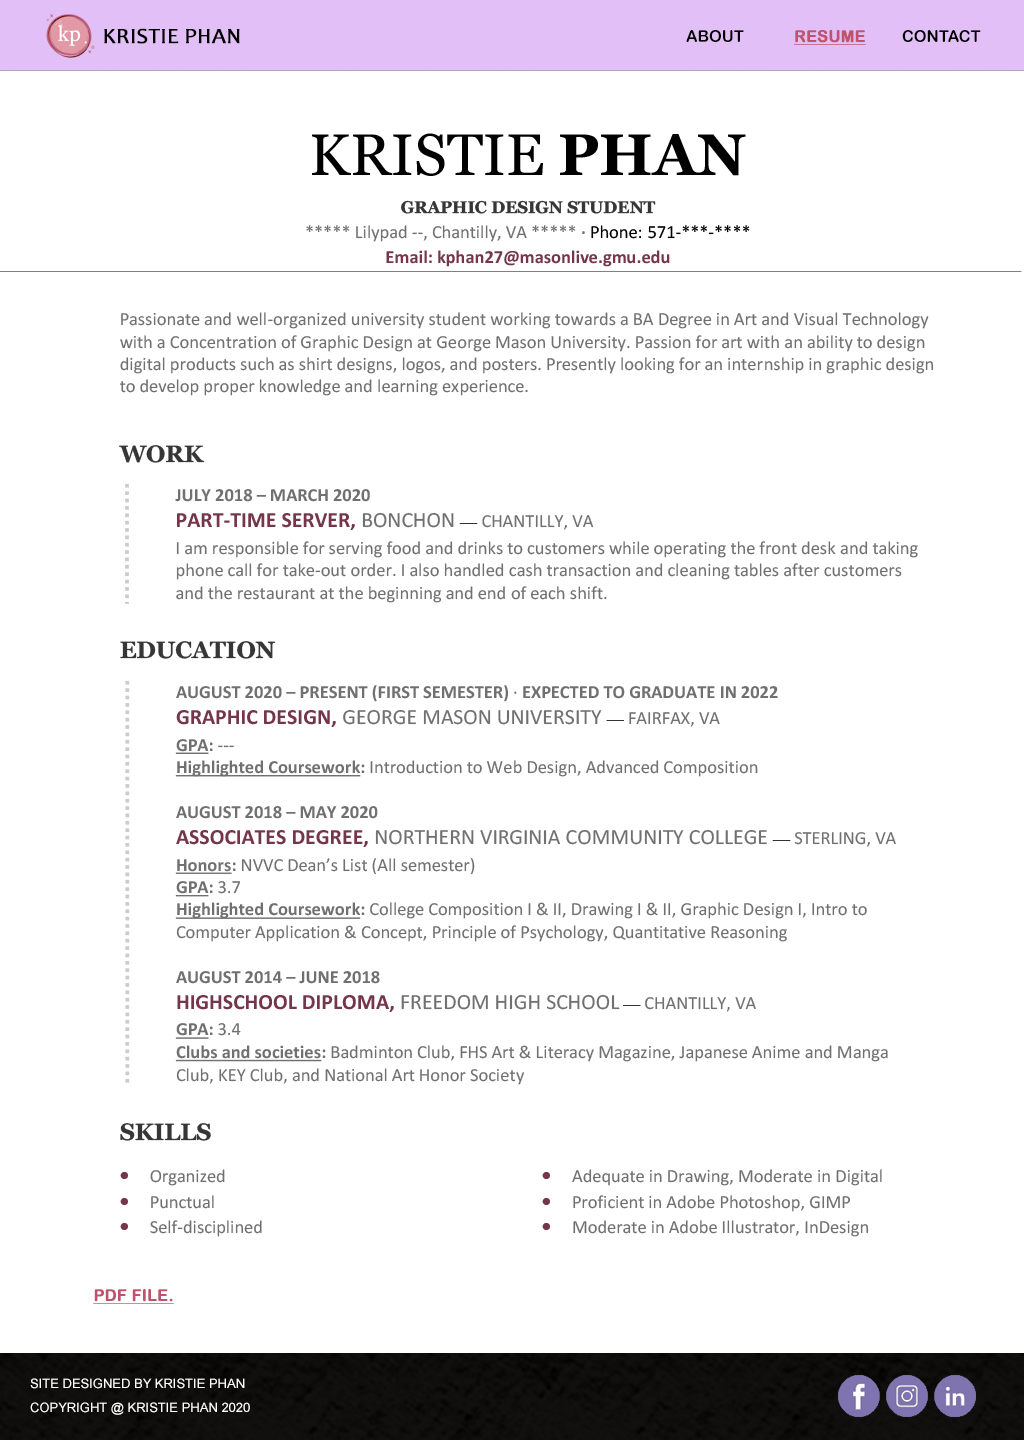 kp KRISTIE PHAN ABOUT RESUME CONTACT
KRISTIE PHAN
GRAPHIC DESIGN STUDENT
***** Lilypad --, Chantilly, VA ***** · Phone: 571-***-****
Email: kphan27@masonlive.gmu.edu
Passionate and well-organized university student working towards a BA Degree in Art and Visual Technology
with a Concentration of Graphic Design at George Mason University. Passion for art with an ability to design
digital products such as shirt designs, logos, and posters. Presently looking for an internship in graphic design
to develop proper knowledge and learning experience.
WORK
JULY 2018 – MARCH 2020
PART-TIME SERVER, BONCHON — CHANTILLY, VA
I am responsible for serving food and drinks to customers while operating the front desk and taking
phone call for take-out order. I also handled cash transaction and cleaning tables after customers
and the restaurant at the beginning and end of each shift.
EDUCATION
AUGUST 2020 – PRESENT (FIRST SEMESTER) · EXPECTED TO GRADUATE IN 2022
GRAPHIC DESIGN, GEORGE MASON UNIVERSITY — FAIRFAX, VA
GPA: ---
Highlighted Coursework: Introduction to Web Design, Advanced Composition
AUGUST 2018 – MAY 2020
ASSOCIATES DEGREE, NORTHERN VIRGINIA COMMUNITY COLLEGE — STERLING, VA
Honors: NVVC Dean’s List (All semester)
GPA: 3.7
Highlighted Coursework: College Composition I & II, Drawing I & II, Graphic Design I, Intro to
Computer Application & Concept, Principle of Psychology, Quantitative Reasoning
AUGUST 2014 – JUNE 2018
HIGHSCHOOL DIPLOMA, FREEDOM HIGH SCHOOL — CHANTILLY, VA
GPA: 3.4
Clubs and societies: Badminton Club, FHS Art & Literacy Magazine, Japanese Anime and Manga
Club, KEY Club, and National Art Honor Society
SKILLS
• Organized
• Punctual
• Self-disciplined
• Adequate in Drawing, Moderate in Digital
• Proficient in Adobe Photoshop, GIMP
• Moderate in Adobe Illustrator, InDesign
PDF FILE.
SITE DESIGNED BY KRISTIE PHAN
COPYRIGHT @ KRISTIE PHAN 2020
f in